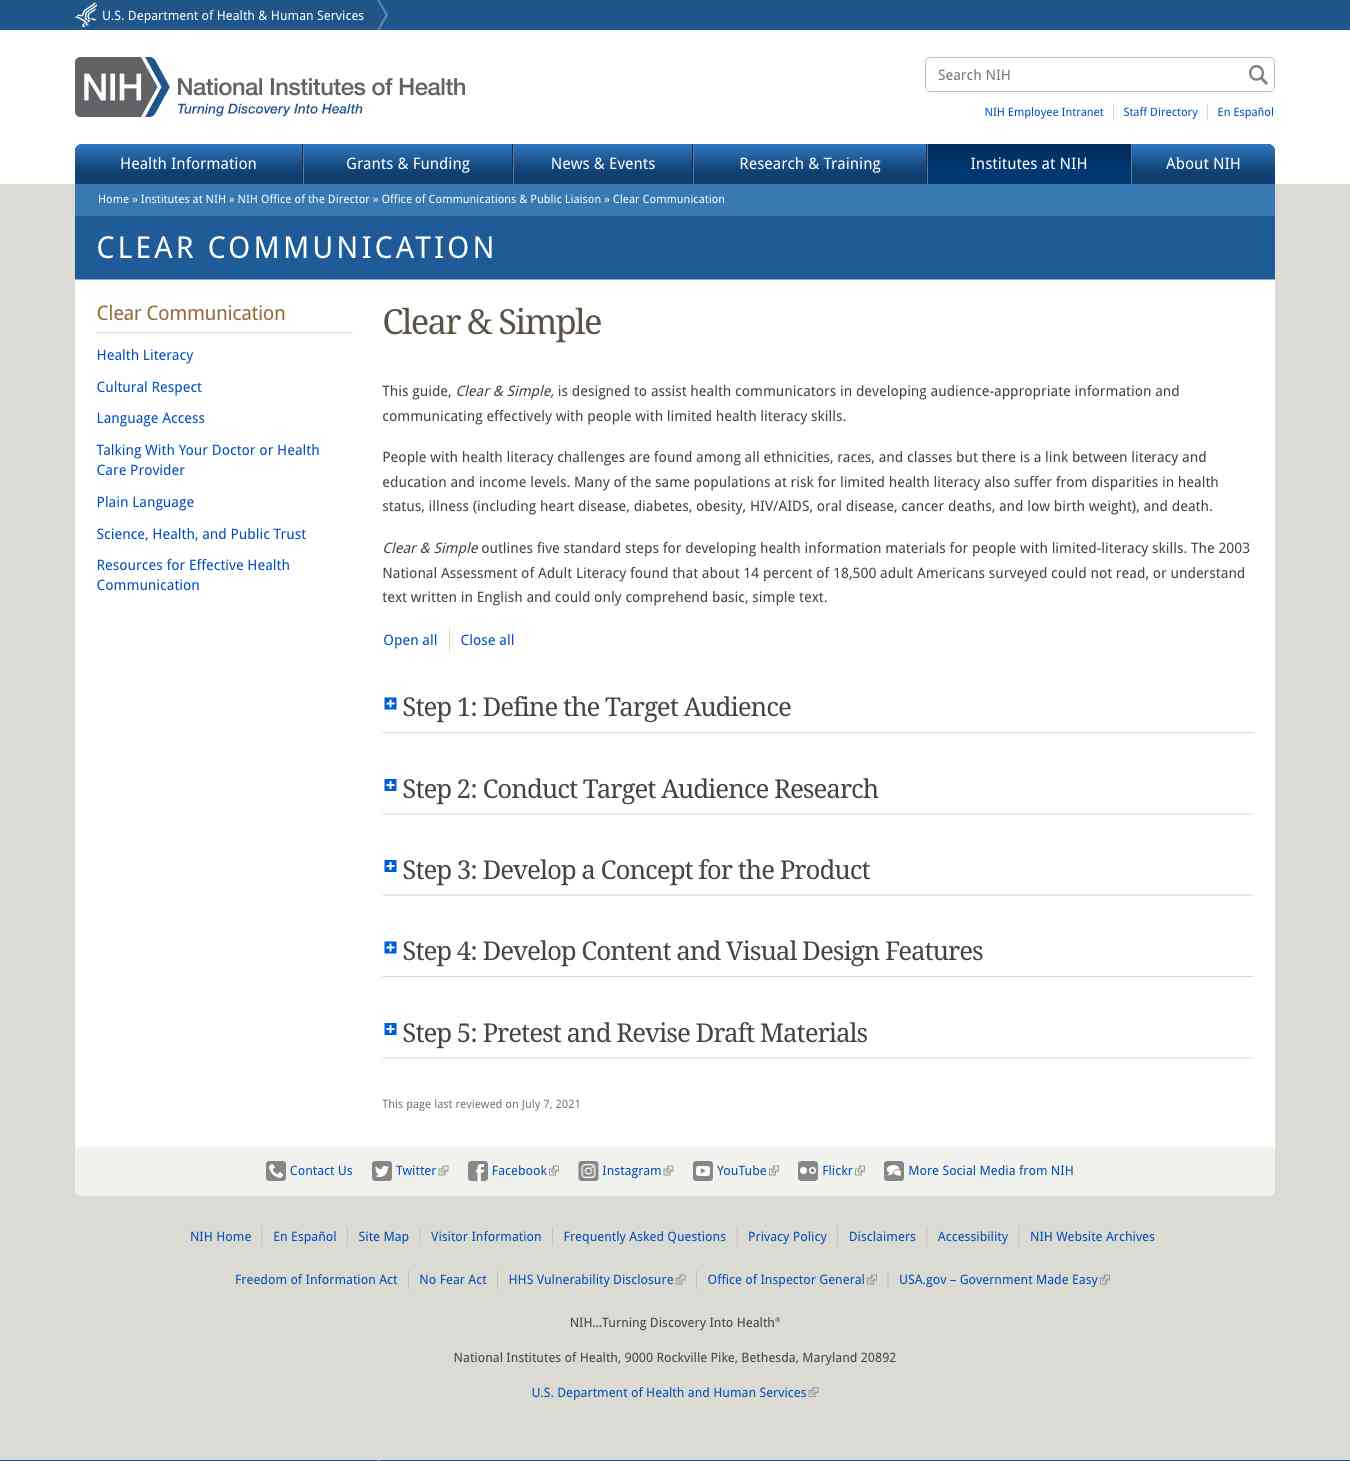 U.S. Department of Health & Human Services
NIH National Institutes of Health
Turning Discovery Into Health
Search NIH
NIH Employee Intranet
Staff Directory
En Español
Health Information
Grants & Funding
News & Events
Research & Training
Institutes at NIH
About NIH
Home » Institutes at NIH » NIH Office of the Director » Office of Communications & Public Liaison » Clear Communication
CLEAR COMMUNICATION
Clear Communication
Health Literacy
Cultural Respect
Language Access
Talking With Your Doctor or Health
Care Provider
Plain Language
Science, Health, and Public Trust
Resources for Effective Health
Communication
Clear & Simple
This guide, Clear & Simple, is designed to assist health communicators in developing audience-appropriate information and
communicating effectively with people with limited health literacy skills.
People with health literacy challenges are found among all ethnicities, races, and classes but there is a link between literacy and
education and income levels. Many of the same populations at risk for limited health literacy also suffer from disparities in health
status, illness (including heart disease, diabetes, obesity, HIV/AIDS, oral disease, cancer deaths, and low birth weight), and death.
Clear & Simple outlines five standard steps for developing health information materials for people with limited-literacy skills. The 2003
National Assessment of Adult Literacy found that about 14 percent of 18,500 adult Americans surveyed could not read, or understand
text written in English and could only comprehend basic, simple text.
Open all
Close all
Step 1: Define the Target Audience
Step 2: Conduct Target Audience Research
Step 3: Develop a Concept for the Product
Step 4: Develop Content and Visual Design Features
Step 5: Pretest and Revise Draft Materials
This page last reviewed on July 7, 2021
Contact Us
Twitter
Facebook
Instagram
YouTube
Flickr
More Social Media from NIH
NIH Home
En Español
Site Map
Visitor Information
Frequently Asked Questions
Privacy Policy
Disclaimers
Accessibility
NIH Website Archives
Freedom of Information Act
No Fear Act
HHS Vulnerability Disclosure
Office of Inspector General
USA.gov – Government Made Easy
NIH…Turning Discovery Into Health®
National Institutes of Health, 9000 Rockville Pike, Bethesda, Maryland 20892
U.S. Department of Health and Human Services